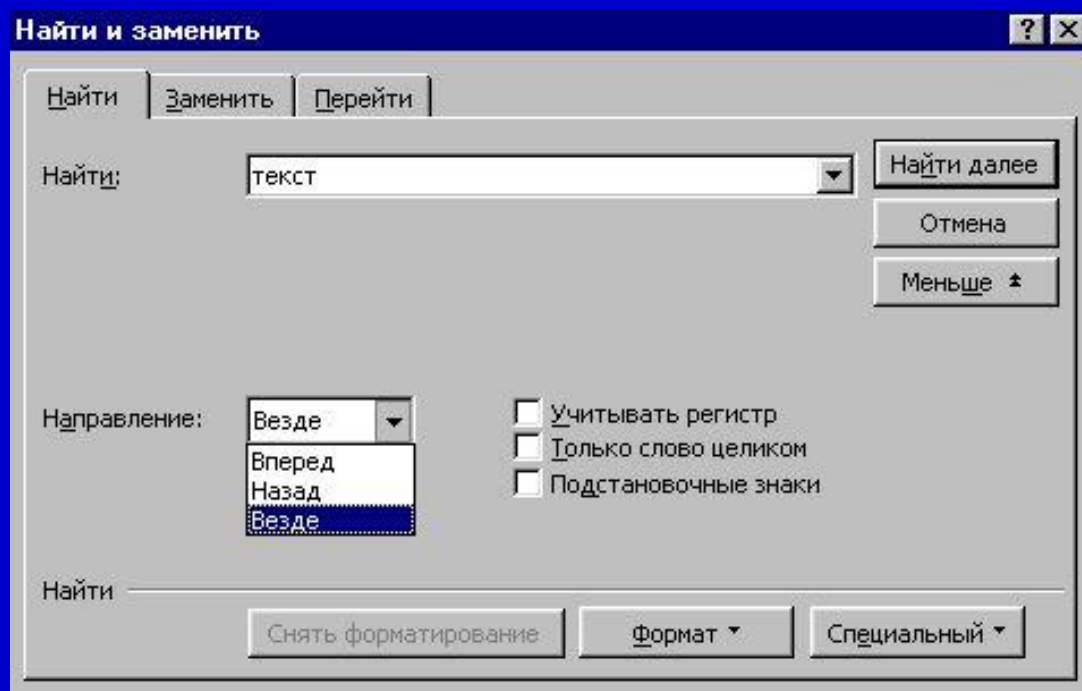 Найти и заменить
Найти Заменить Перейти
Найти: текст Найти далее
Отмена
Меньше
Направление: Везде Учитывать регистр
Только слово целиком
Вперед
Назад Подстановочные знаки
Везде
Найти
Снять форматирование Формат Специальный